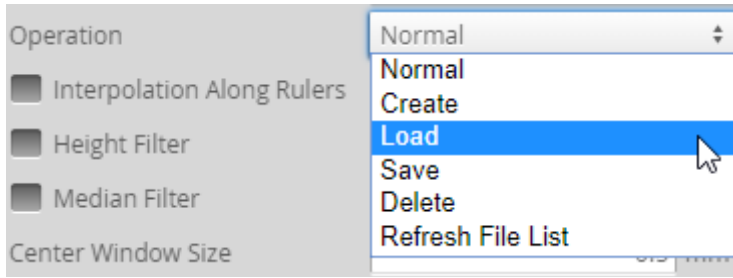 Operation
Normal
Normal
Interpolation Along Rulers
Create
Load
Height Filter
Save
Median Filter
Delete
Refresh File List
Center Window Size
mm